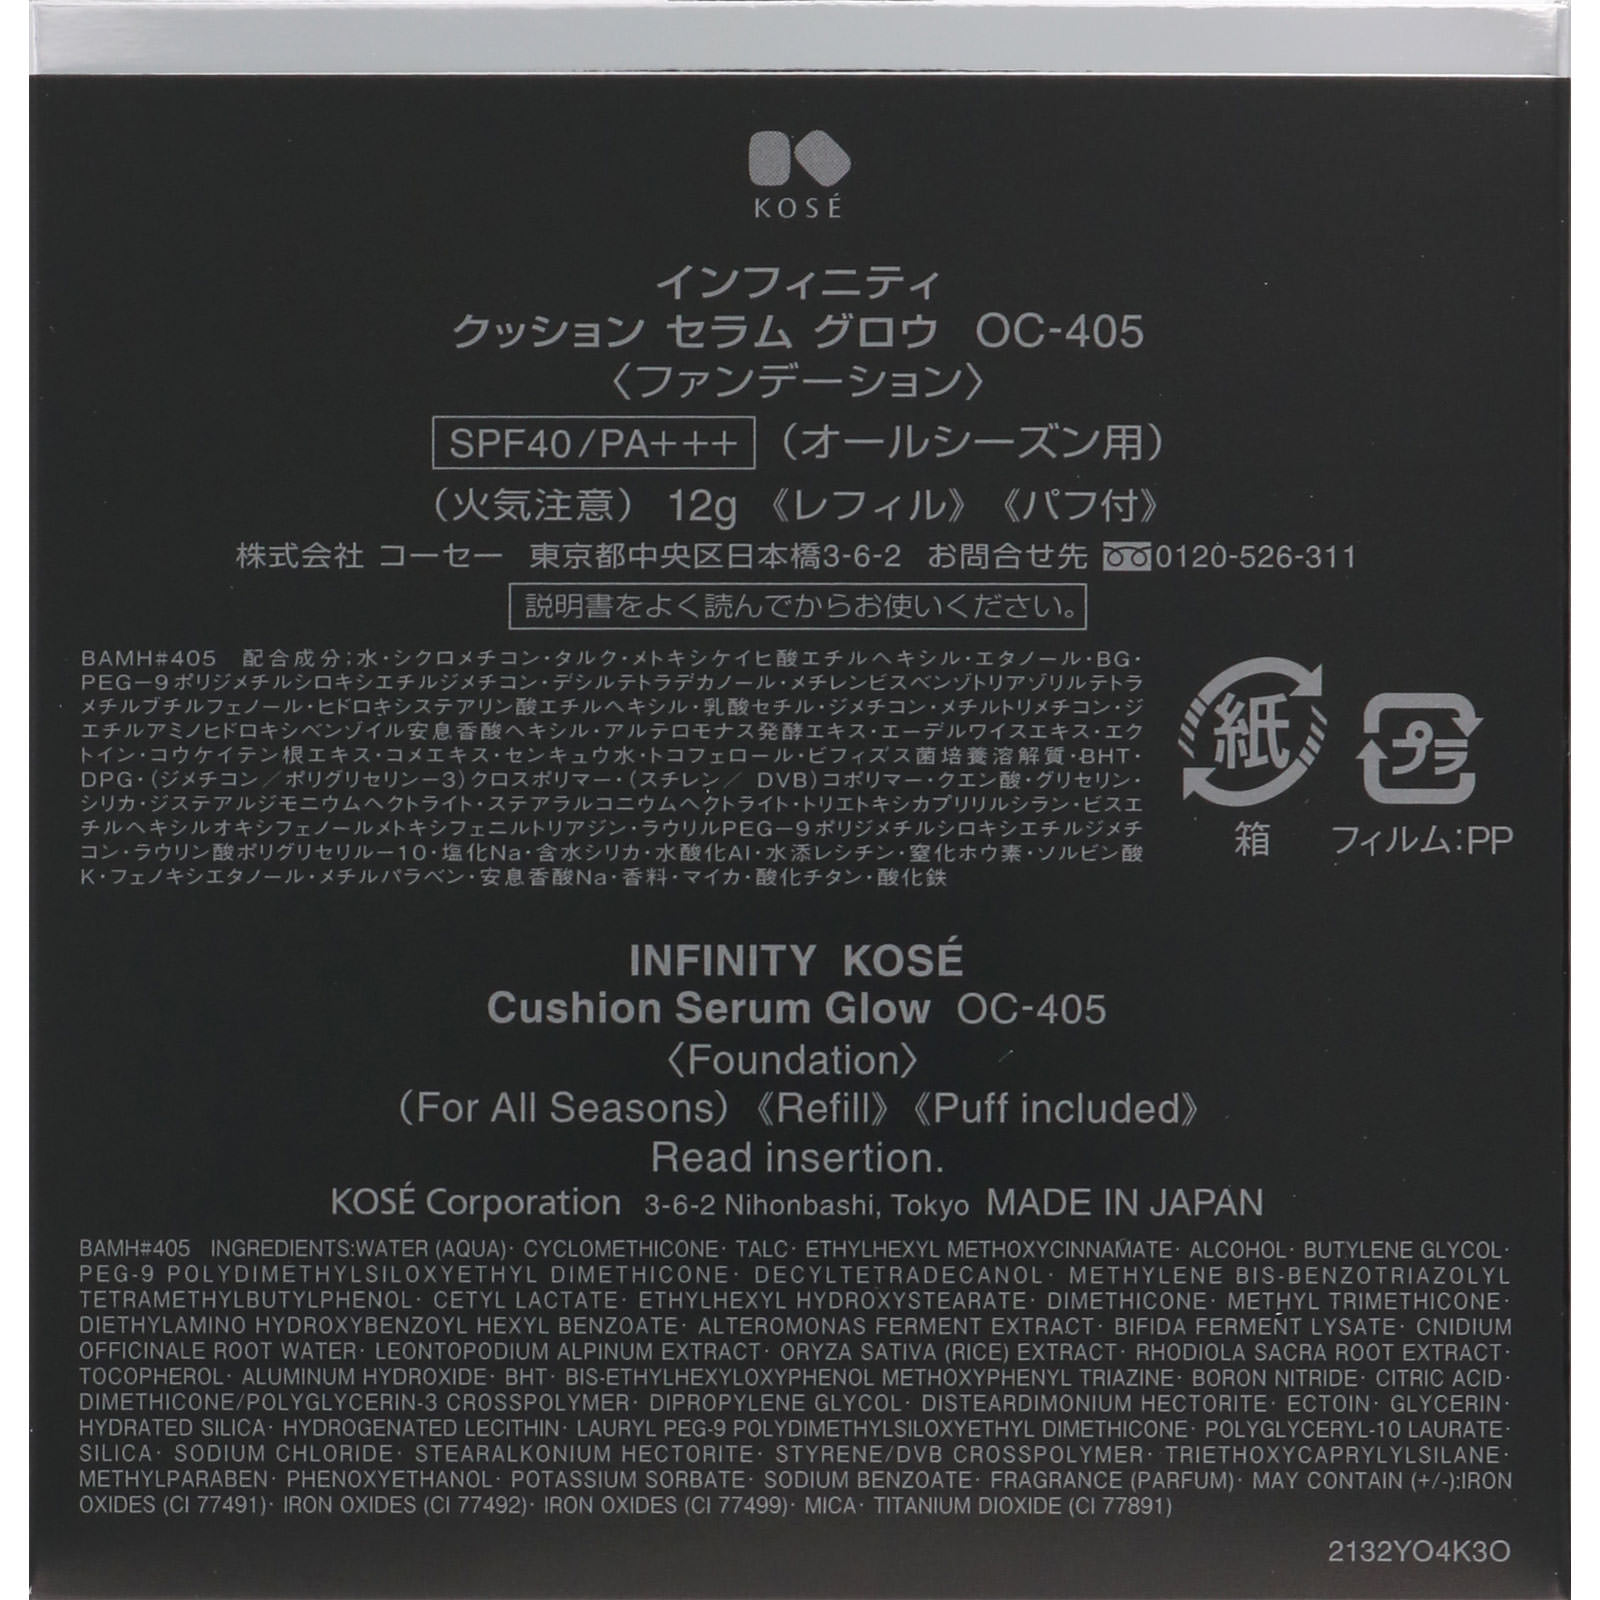 KOSÉ
インフィニティ
クッション セラム グロウ OC-405
〈ファンデーション〉
SPF40/PA+++ (オールシーズン用)
(火気注意) 12g 《レフィル》《パフ付》
株式会社 コーセー 東京都中央区日本橋3-6-2 お問合せ先 0120-526-311
説明書をよく読んでからお使いください。
BAMH#405 配合成分;水・シクロメチコン・タルク・メトキシケイヒ酸エチルヘキシル・エタノール・BG・
PEG-9ポリジメチルシロキシエチルジメチコン・デシルテトラデカノール・メチレンビスベンゾトリアゾリルテトラ
メチルブチルフェノール・ヒドロキシステアリン酸エチルヘキシル・乳酸セチル・ジメチコン・メチルトリメチコン・ジ
エチルアミノヒドロキシベンゾイル安息香酸ヘキシル・アルテロモナス発酵エキス・エーデルワイスエキス・エク
トイン・コウケイテン根エキス・コメエキス・センキュウ水・トコフェロール・ビフィズス菌培養溶解質・BHT・
DPG・(ジメチコン/ポリグリセリン-3)クロスポリマー・(スチレン/ DVB)コポリマー・クエン酸・グリセリン・
シリカ・ジステアルジモニウムヘクトライト・ステアラルコニウムヘクトライト・トリエトキシカプリリルシラン・ビスエ
チルヘキシルオキシフェノールメトキシフェニルトリアジン・ラウリルPEG-9ポリジメチルシロキシエチルジメチ
コン・ラウリン酸ポリグリセリル-10・塩化Na・含水シリカ・水酸化Al・水添レシチン・窒化ホウ素・ソルビン酸
K・フェノキシエタノール・メチルパラベン・安息香酸Na・香料・マイカ・酸化チタン・酸化鉄
紙
箱
プラ
フィルム:PP
INFINITY KOSÉ
Cushion Serum Glow OC-405
〈Foundation〉
(For All Seasons)《Refill》《Puff included》
Read insertion.
KOSÉ Corporation 3-6-2 Nihonbashi, Tokyo MADE IN JAPAN
BAMH#405 INGREDIENTS:WATER (AQUA)· CYCLOMETHICONE· TALC· ETHYLHEXYL METHOXYCINNAMATE· ALCOHOL· BUTYLENE GLYCOL·
PEG-9 POLYDIMETHYLSILOXYETHYL DIMETHICONE· DECYLTETRADECANOL· METHYLENE BIS-BENZOTRIAZOLYL
TETRAMETHYLBUTYLPHENOL· CETYL LACTATE· ETHYLHEXYL HYDROXYSTEARATE· DIMETHICONE· METHYL TRIMETHICONE·
DIETHYLAMINO HYDROXYBENZOYL HEXYL BENZOATE· ALTEROMONAS FERMENT EXTRACT· BIFIDA FERMENT LYSATE· CNIDIUM
OFFICINALE ROOT WATER· LEONTOPODIUM ALPINUM EXTRACT· ORYZA SATIVA (RICE) EXTRACT· RHODIOLA SACRA ROOT EXTRACT·
TOCOPHEROL· ALUMINUM HYDROXIDE· BHT· BIS-ETHYLHEXYLOXYPHENOL METHOXYPHENYL TRIAZINE· BORON NITRIDE· CITRIC ACID·
DIMETHICONE/POLYGLYCERIN-3 CROSSPOLYMER· DIPROPYLENE GLYCOL· DISTEARDIMONIUM HECTORITE· ECTOIN· GLYCERIN·
HYDRATED SILICA· HYDROGENATED LECITHIN· LAURYL PEG-9 POLYDIMETHYLSILOXYETHYL DIMETHICONE· POLYGLYCERYL-10 LAURATE·
SILICA· SODIUM CHLORIDE· STEARALKONIUM HECTORITE· STYRENE/DVB CROSSPOLYMER· TRIETHOXYCAPRYLYLSILANE·
METHYLPARABEN· PHENOXYETHANOL· POTASSIUM SORBATE· SODIUM BENZOATE· FRAGRANCE (PARFUM)· MAY CONTAIN (+/-):IRON
OXIDES (CI 77491)· IRON OXIDES (CI 77492)· IRON OXIDES (CI 77499)· MICA· TITANIUM DIOXIDE (CI 77891)
2132YO4K3O